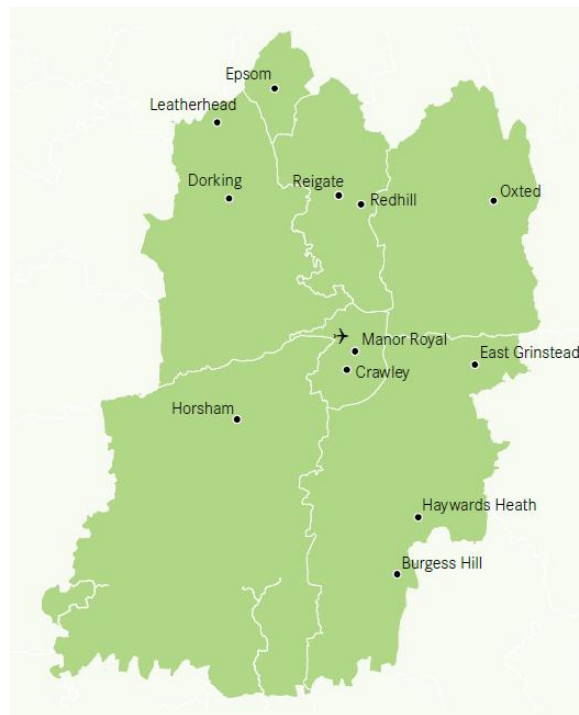 Epsom
Leatherhead
Dorking
Reigate
Redhill
Oxted
Manor Royal
East Grinstead
Crawley
Horsham
Haywards Heath
Burgess Hill